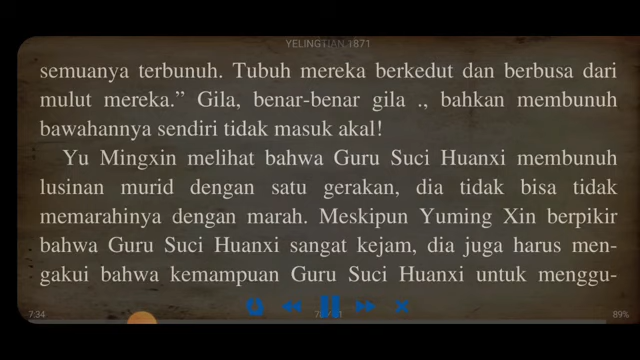 YELINGTIAN.1871
semuanya terbunuh. Tubuh mereka berkedut dan berbusa dari
mulut mereka.” Gila, benar-benar gila ., bahkan membunuh
bawahannya sendiri tidak masuk akal!
Yu Mingxin melihat bahwa Guru Suci Huanxi membunuh
lusinan murid dengan satu gerakan, dia tidak bisa tidak
memarahinya dengan marah. Meskipun Yuming Xin berpikir
bahwa Guru Suci Huanxi sangat kejam, dia juga harus men-
gakui bahwa kemampuan Guru Suci Huanxi untuk menggu-
7:34
89%